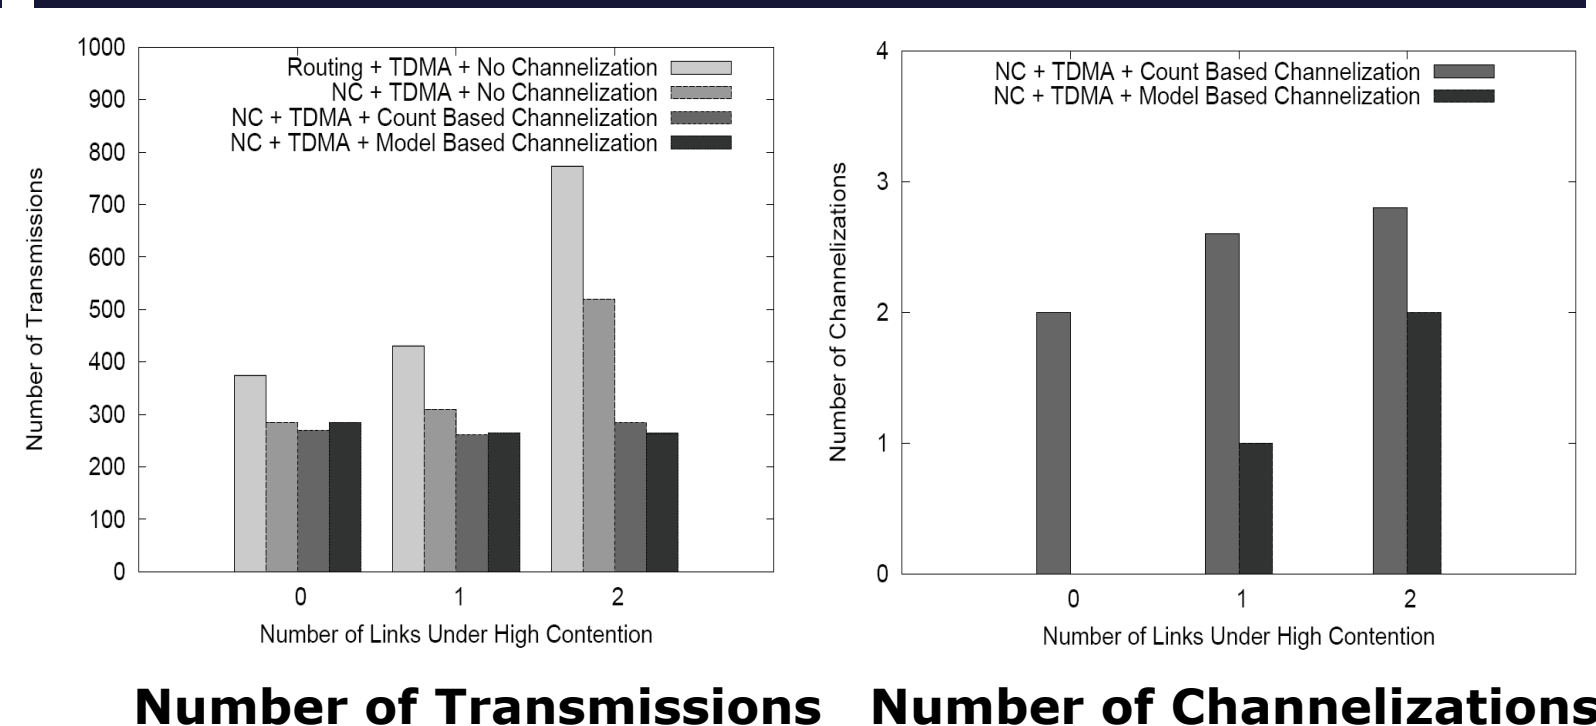 1000
900
800
700
600
500
400
300
200
100
0
Number of Transmissions
Routing + TDMA + No Channelization
NC + TDMA + No Channelization
NC + TDMA + Count Based Channelization
NC + TDMA + Model Based Channelization
0 1 2
Number of Links Under High Contention
4
3
2
1
0
Number of Channelizations
NC + TDMA + Count Based Channelization
NC + TDMA + Model Based Channelization
0 1 2
Number of Links Under High Contention
Number of Transmissions
Number of Channelizations